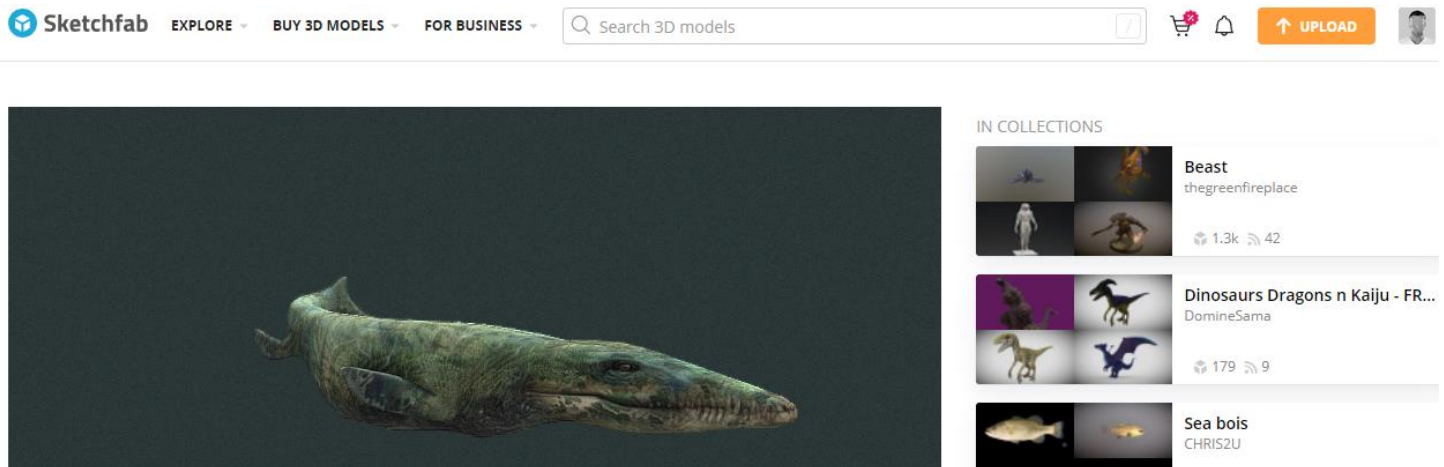 Sketchfab EXPLORE BUY 3D MODELS FOR BUSINESS Search 3D models / UPLOAD
IN COLLECTIONS
Beast
thegreenfireplace
1.3k 42
Dinosaurs Dragons n Kaiju - FR...
DomineSama
179 9
Sea bois
CHRIS2U